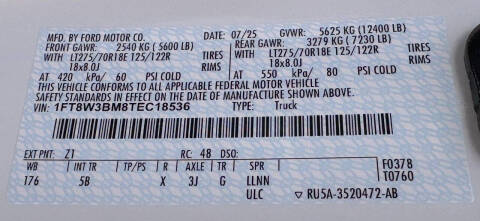 MFD. BY FORD MOTOR CO. 07/25 GVWR: 5625 KG (12400 LB)
FRONT GAWR: 2540 KG (5600 LB) REAR GAWR: 3279 KG (7230 LB)
WITH LT275/70R18E 125/122R TIRES WITH LT275/70R18E 125/122R TIRES
18x8.0J RIMS 18x8.0J RIMS
AT 420 kPa/ 60 PSI COLD AT 550 kPa/ 80 PSI COLD
THIS VEHICLE CONFORMS TO ALL APPLICABLE FEDERAL MOTOR VEHICLE
SAFETY STANDARDS IN EFFECT ON THE DATE OF MANUFACTURE SHOWN ABOVE.
VIN: 1FT8W3BM8TEC18536 TYPE: Truck
EXT PNT: Z1 RC: 48 DSO: F0378
WB INT TR TP/PS R AXLE TR SPR T0760
176 5B X 3J G LLNN
ULC RU5A-3520472-AB